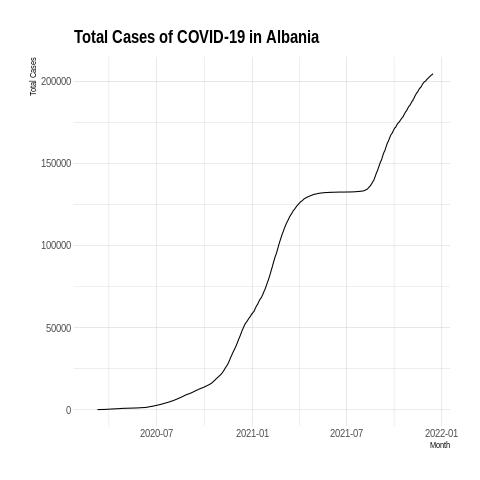 Total Cases of COVID-19 in Albania
Total Cases
200000
150000
100000
50000
0
2020-07 2021-01 2021-07 2022-01
Month